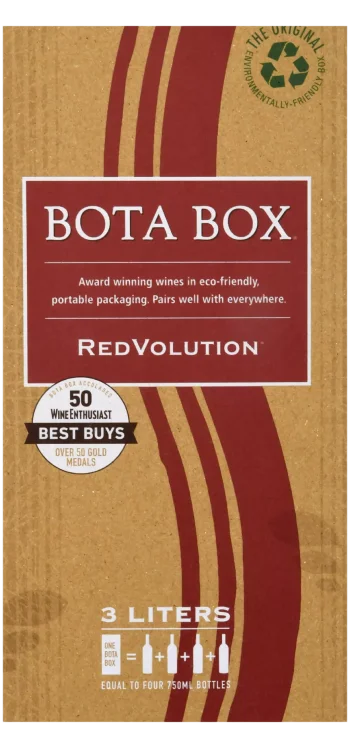 THE ORIGINAL
ENVIRONMENTALLY-FRIENDLY BOX
BOTA BOX
Award winning wines in eco-friendly,
portable packaging. Pairs well with everywhere.
REDVOLUTION
BOTA BOX ACCOLADES
50
WINE ENTHUSIAST
BEST BUYS
OVER 50 GOLD
MEDALS
3 LITERS
ONE
BOTA
BOX
= + + +
EQUAL TO FOUR 750ML BOTTLES